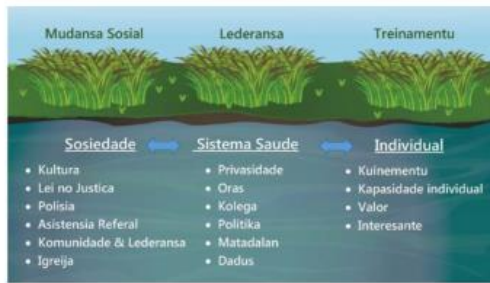 Mudansa Sosial
Lederansa
Treinamentu
Sosiedade
Kultura
Lei no Justica
Polisia
Asistensia Referal
Komunidade & Lederansa
Igreija
Sistema Saude
Privasidade
Oras
Kolega
Politika
Matadalan
Dadus
Individual
Kuinementu
Kapasidade individual
Valor
Interesante